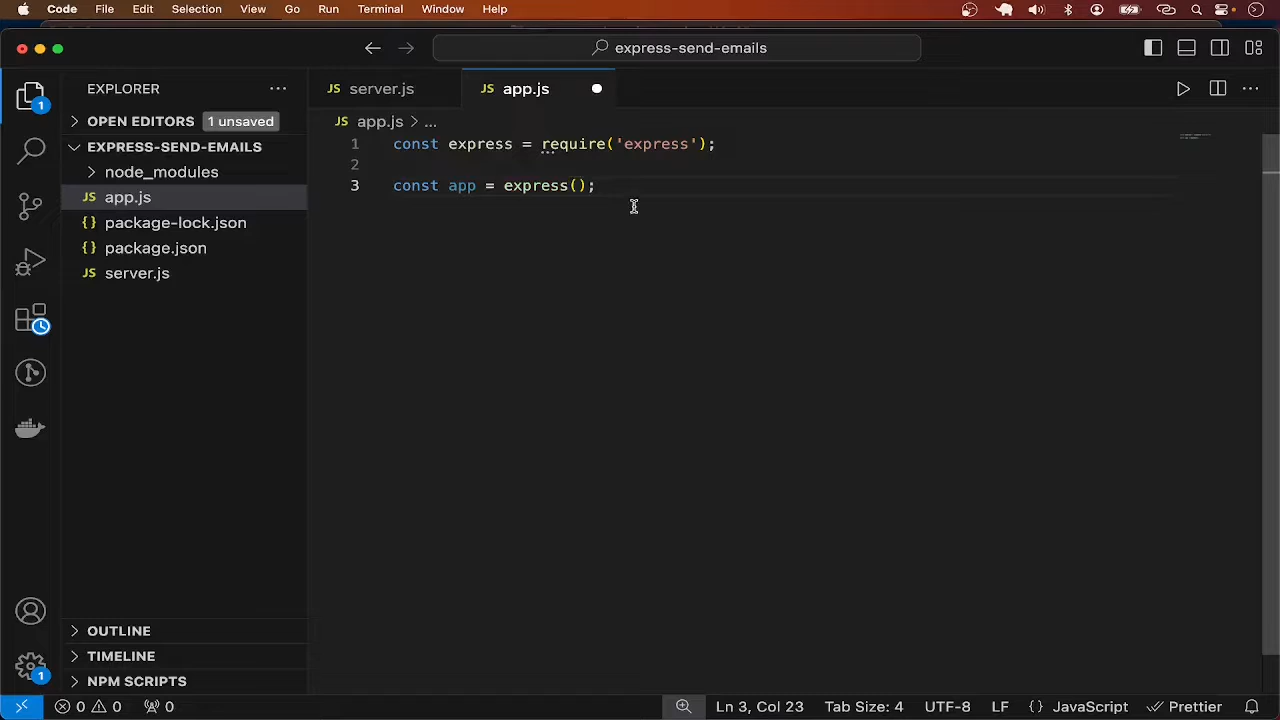 Code File Edit Selection View Go Run Terminal Window Help
express-send-emails
EXPLORER
server.js
app.js
1
OPEN EDITORS 1 unsaved
app.js > ...
EXPRESS-SEND-EMAILS
1 const express = require('express');
node_modules
2
app.js
3 const app = express();
package-lock.json
package.json
server.js
OUTLINE
TIMELINE
1
NPM SCRIPTS
0 0 0 Ln 3, Col 23 Tab Size: 4 UTF-8 LF {} JavaScript Prettier